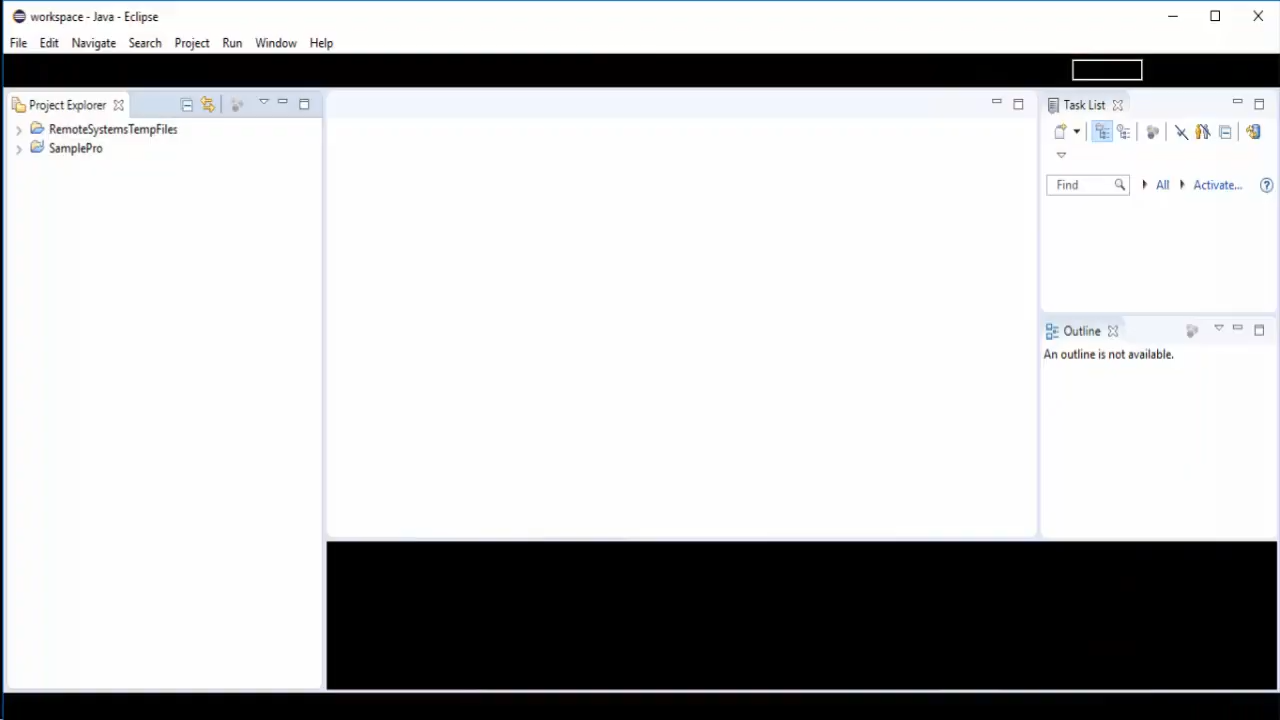 workspace - Java - Eclipse
File Edit Navigate Search Project Run Window Help
Project Explorer
RemoteSystemsTempFiles
SamplePro
Task List
Find All Activate...
Outline
An outline is not available.